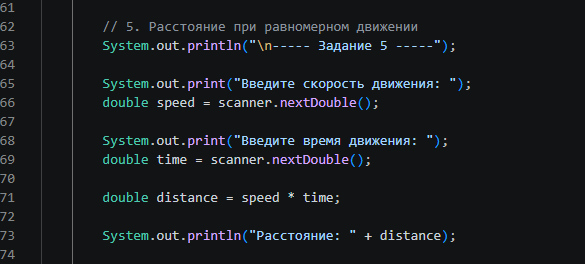 61
62 // 5. Расстояние при равномерном движении
63 System.out.println("\n----- Задание 5 -----");
64
65 System.out.print("Введите скорость движения: ");
66 double speed = scanner.nextDouble();
67
68 System.out.print("Введите время движения: ");
69 double time = scanner.nextDouble();
70
71 double distance = speed * time;
72
73 System.out.println("Расстояние: " + distance);
74